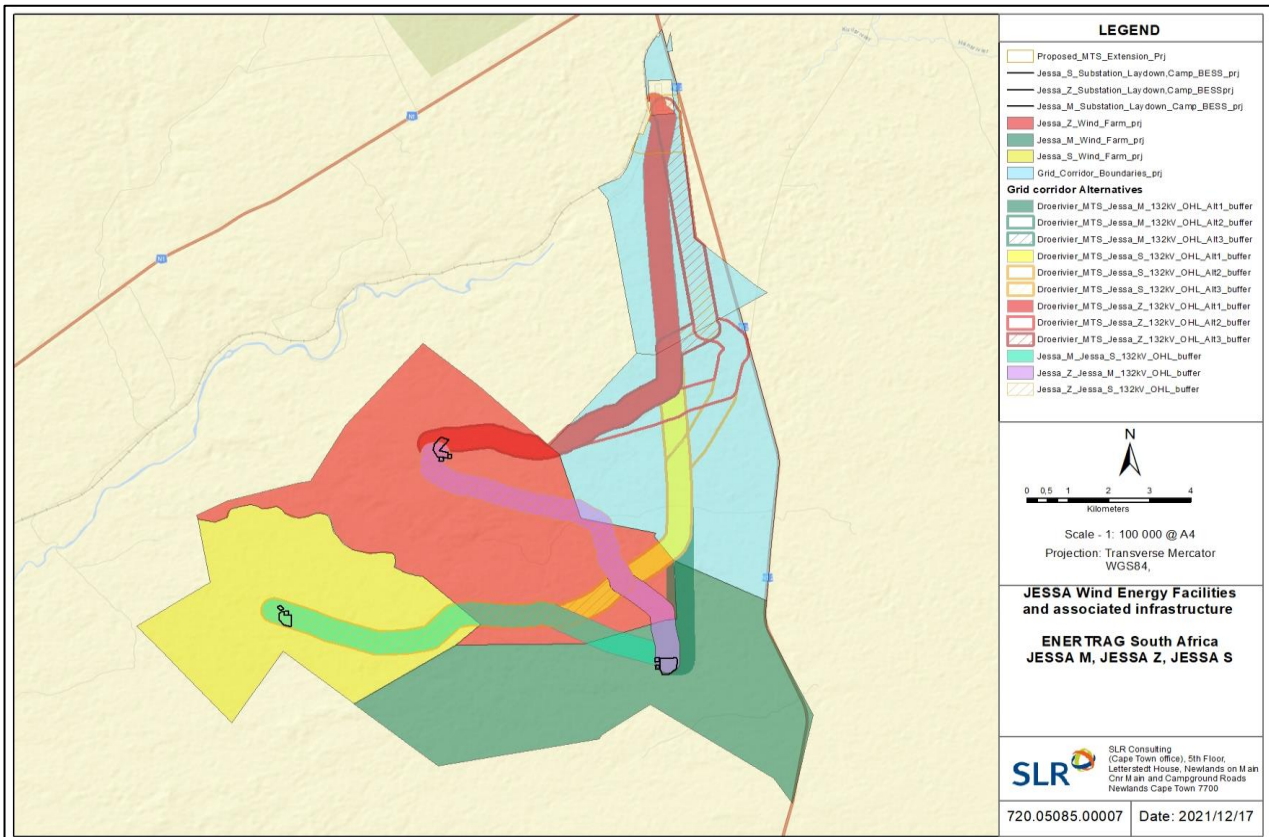 N1
N1
LEGEND
Proposed_MTS_Extension_Prj
Jessa_S_Substation_Laydown,Camp_BESS_prj
Jessa_Z_Substation_Laydown,Camp_BESSprj
Jessa_M_Substation_Laydown_Camp_BESS_prj
Jessa_Z_Wind_Farm_prj
Jessa_M_Wind_Farm_prj
Jessa_S_Wind_Farm_prj
Grid_Corridor_Boundaries_prj
Grid corridor Alternatives
Droerivier_MTS_Jessa_M_132kV_OHL_Alt1_buffer
Droerivier_MTS_Jessa_M_132kV_OHL_Alt2_buffer
Droerivier_MTS_Jessa_M_132kV_OHL_Alt3_buffer
Droerivier_MTS_Jessa_S_132kV_OHL_Alt1_buffer
Droerivier_MTS_Jessa_S_132kV_OHL_Alt2_buffer
Droerivier_MTS_Jessa_S_132kV_OHL_Alt3_buffer
Droerivier_MTS_Jessa_Z_132kV_OHL_Alt1_buffer
Droerivier_MTS_Jessa_Z_132kV_OHL_Alt2_buffer
Droerivier_MTS_Jessa_Z_132kV_OHL_Alt3_buffer
Jessa_M_Jessa_S_132kV_OHL_buffer
Jessa_Z_Jessa_M_132kV_OHL_buffer
Jessa_Z_Jessa_S_132kV_OHL_buffer
N
0 0,5 1 2 3 4
Kilometers
Scale - 1: 100 000 @ A4
Projection: Transverse Mercator
WGS84,
JESSA Wind Energy Facilities
and associated infrastructure
ENERTRAG South Africa
JESSA M, JESSA Z, JESSA S
SLR
SLR Consulting
(Cape Town office), 5th Floor,
Letterstedt House, Newlands on Main
Cnr Main and Campground Roads
Newlands Cape Town 7700
720.05085.00007
Date: 2021/12/17